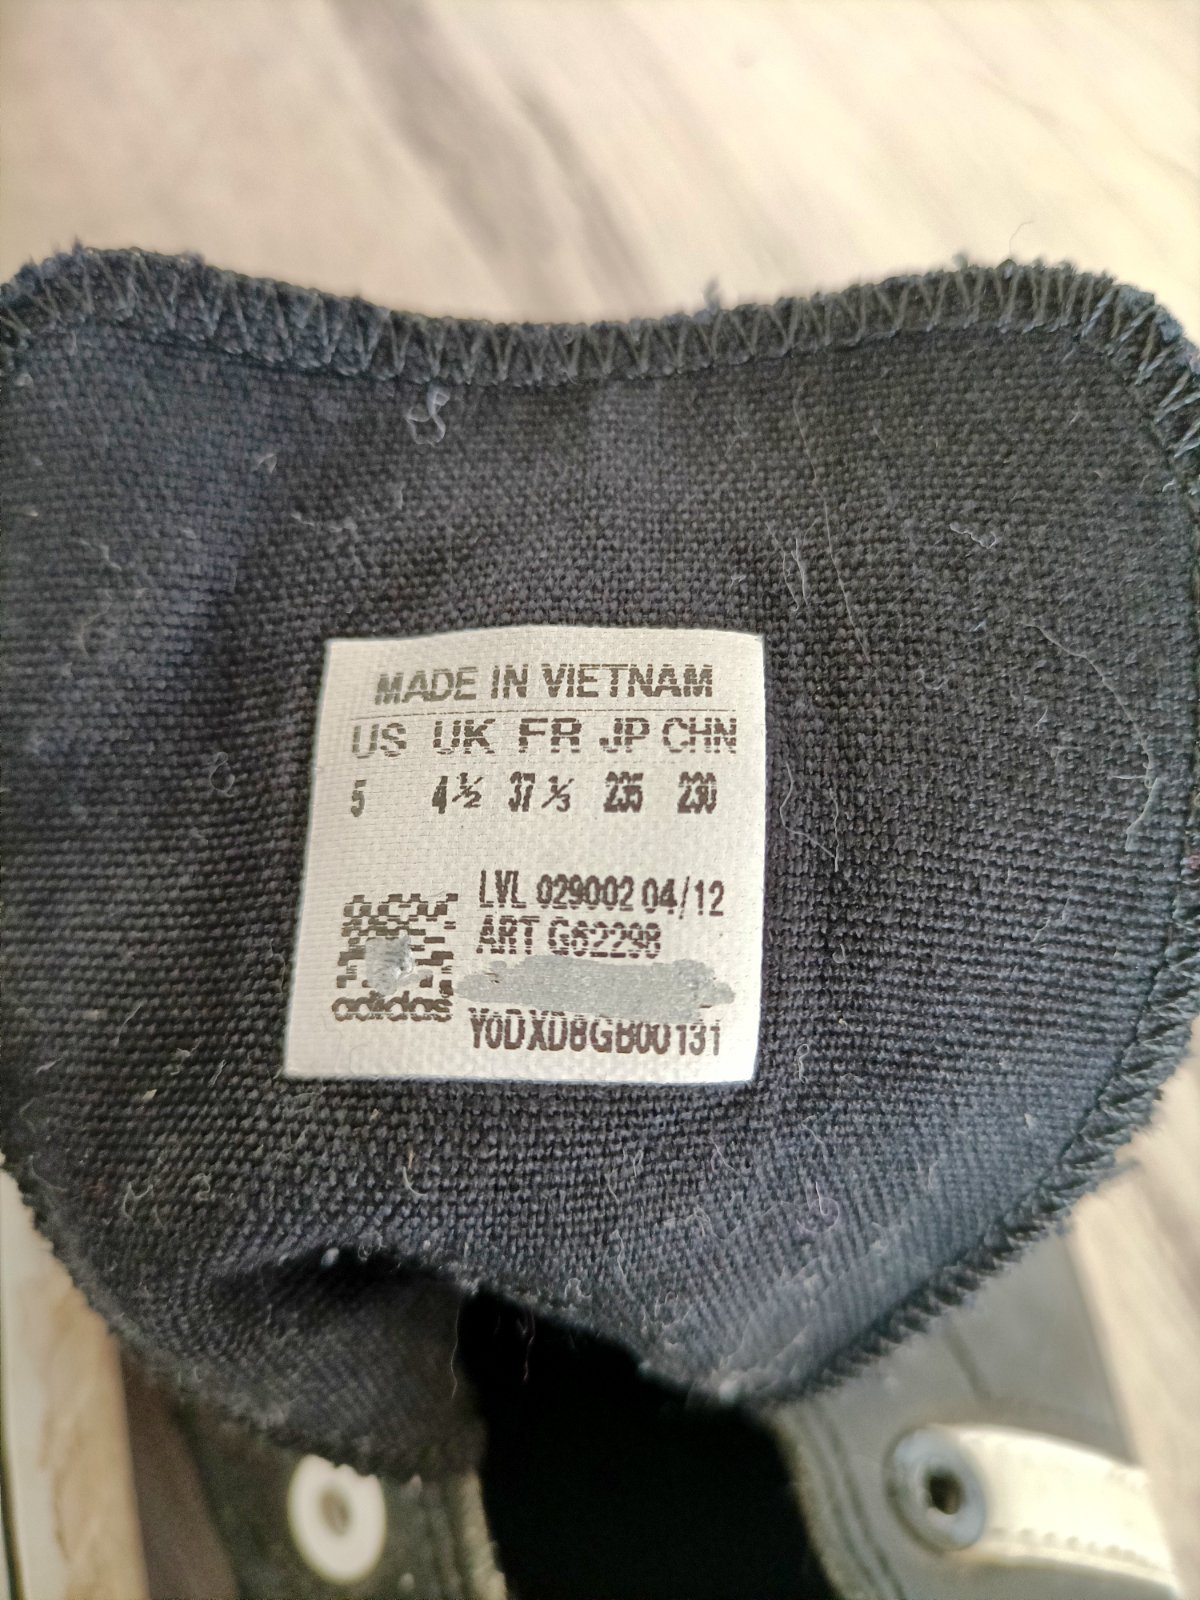 MADE IN VIETNAM
US UK FR JP CHN
5 4½ 37⅓ 235 230
LVL 029002 04/12
ART G62298
adidas
Y0DXD8GB00131